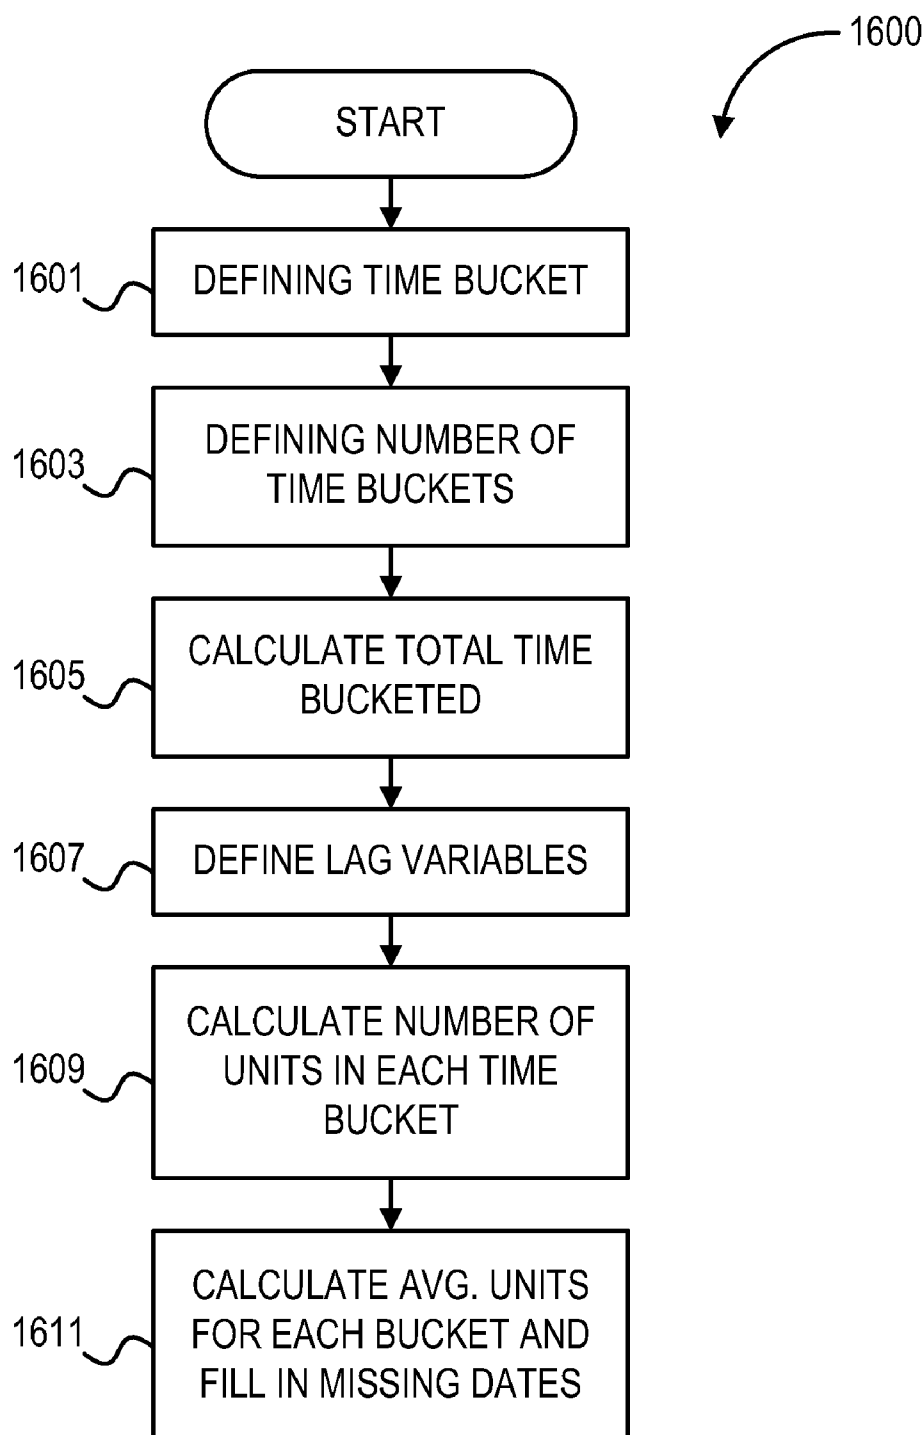 1600
START
1601
DEFINING TIME BUCKET
1603
DEFINING NUMBER OF
TIME BUCKETS
1605
CALCULATE TOTAL TIME
BUCKETED
1607
DEFINE LAG VARIABLES
1609
CALCULATE NUMBER OF
UNITS IN EACH TIME
BUCKET
1611
CALCULATE AVG. UNITS
FOR EACH BUCKET AND
FILL IN MISSING DATES